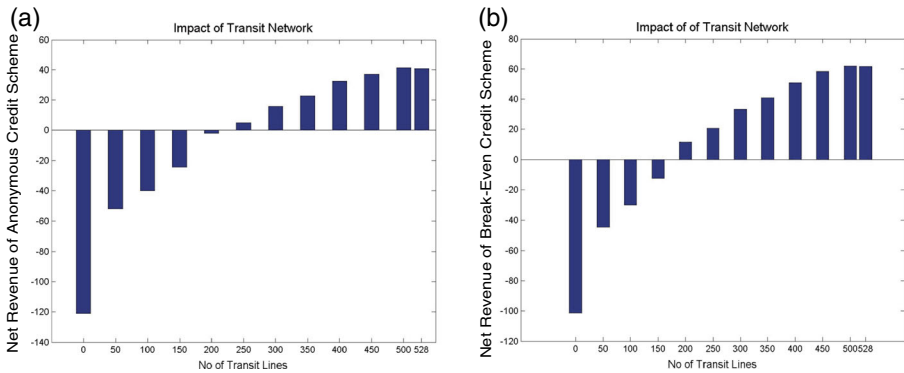 (a)
Impact of Transit Network
Net Revenue of Anonymous Credit Scheme
60
40
20
0
-20
-40
-60
-80
-100
-120
-140
0 50 100 150 200 250 300 350 400 450 500 528
No of Transit Lines
(b)
Impact of of Transit Network
Net Revenue of Break-Even Credit Scheme
80
60
40
20
0
-20
-40
-60
-80
-100
-120
0 50 100 150 200 250 300 350 400 450 500 528
No of Transit Lines